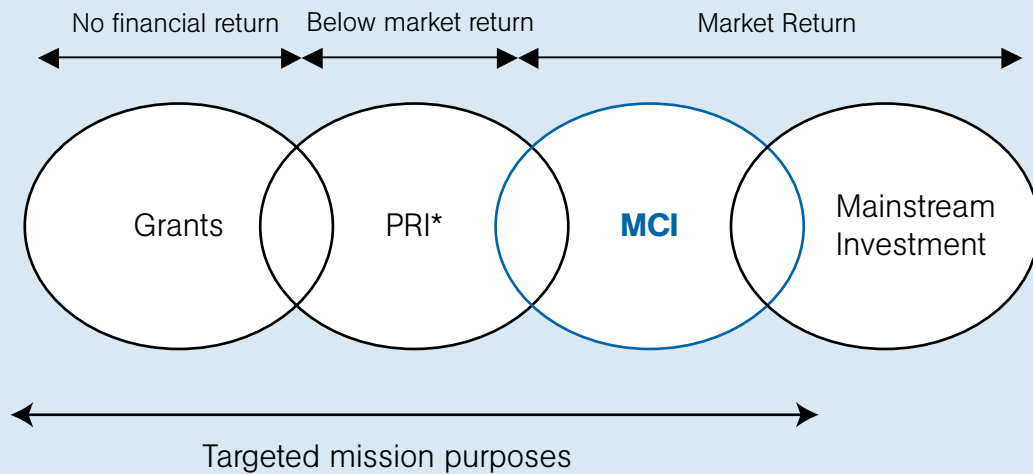 No financial return
Below market return
Market Return
Grants
PRI*
MCI
Mainstream
Investment
Targeted mission purposes